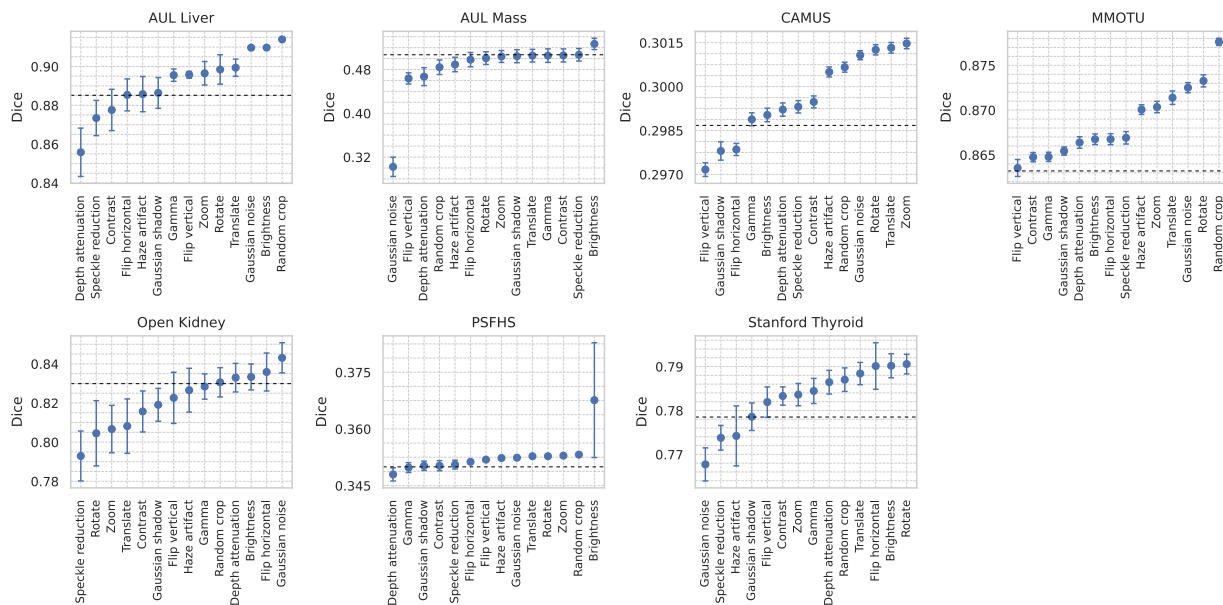 AUL Liver
Dice
0.90
0.88
0.86
0.84
Depth attenuation
Speckle reduction
Contrast
Flip horizontal
Haze artifact
Gaussian shadow
Gamma
Flip vertical
Zoom
Rotate
Translate
Gaussian noise
Brightness
Random crop
AUL Mass
Dice
0.48
0.40
0.32
Gaussian noise
Flip vertical
Depth attenuation
Random crop
Haze artifact
Flip horizontal
Rotate
Zoom
Gaussian shadow
Translate
Gamma
Contrast
Speckle reduction
Brightness
CAMUS
Dice
0.3015
0.3000
0.2985
0.2970
Flip vertical
Gaussian shadow
Flip horizontal
Gamma
Brightness
Depth attenuation
Speckle reduction
Contrast
Haze artifact
Random crop
Gaussian noise
Rotate
Translate
Zoom
MMOTU
Dice
0.875
0.870
0.865
Flip vertical
Contrast
Gamma
Gaussian shadow
Depth attenuation
Brightness
Flip horizontal
Speckle reduction
Haze artifact
Zoom
Translate
Gaussian noise
Rotate
Random crop
Open Kidney
Dice
0.84
0.82
0.80
0.78
Speckle reduction
Rotate
Zoom
Translate
Contrast
Gaussian shadow
Flip vertical
Haze artifact
Gamma
Random crop
Depth attenuation
Brightness
Flip horizontal
Gaussian noise
PSFHS
Dice
0.375
0.360
0.345
Depth attenuation
Gamma
Gaussian shadow
Contrast
Speckle reduction
Flip horizontal
Flip vertical
Haze artifact
Gaussian noise
Translate
Rotate
Zoom
Random crop
Brightness
Stanford Thyroid
Dice
0.79
0.78
0.77
Gaussian noise
Speckle reduction
Haze artifact
Gaussian shadow
Flip vertical
Contrast
Zoom
Gamma
Depth attenuation
Random crop
Translate
Flip horizontal
Brightness
Rotate